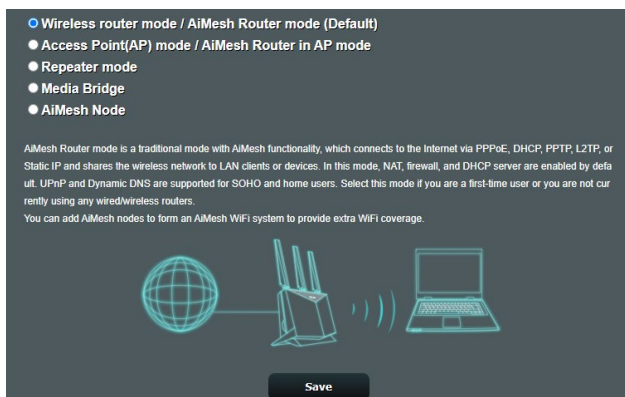 Wireless router mode / AiMesh Router mode (Default)
Access Point(AP) mode / AiMesh Router in AP mode
Repeater mode
Media Bridge
AiMesh Node
AiMesh Router mode is a traditional mode with AiMesh functionality, which connects to the Internet via PPPoE, DHCP, PPTP, L2TP, or
Static IP and shares the wireless network to LAN clients or devices. In this mode, NAT, firewall, and DHCP server are enabled by defa
ult. UPnP and Dynamic DNS are supported for SOHO and home users. Select this mode if you are a first-time user or you are not cur
rently using any wired/wireless routers.
You can add AiMesh nodes to form an AiMesh WiFi system to provide extra WiFi coverage.
Save